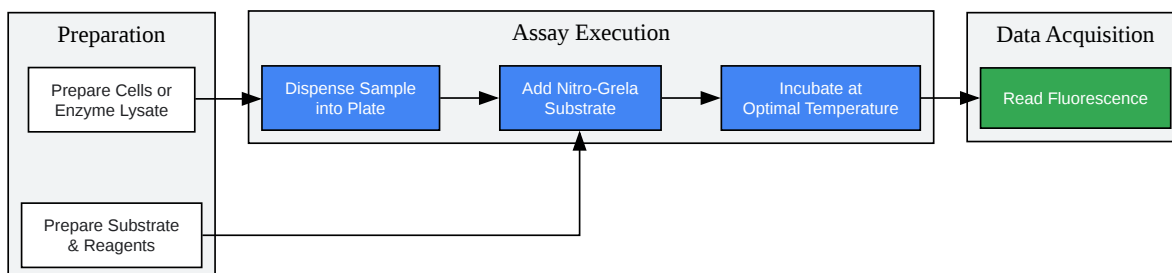 Preparation
Prepare Cells or
Enzyme Lysate
Prepare Substrate
& Reagents
Assay Execution
Dispense Sample
into Plate
Add Nitro-Grela
Substrate
Incubate at
Optimal Temperature
Data Acquisition
Read Fluorescence